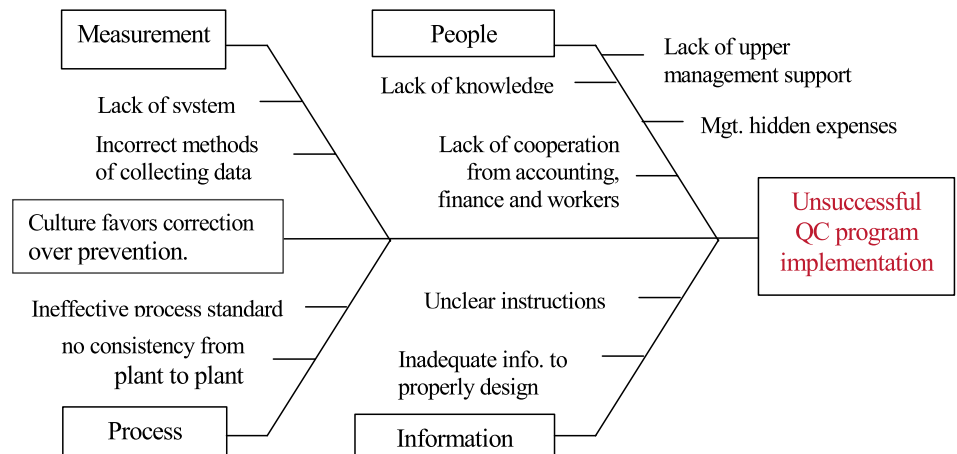 Measurement
Lack of system
Incorrect methods
of collecting data
People
Lack of upper
management support
Lack of knowledge
Mgt. hidden expenses
Lack of cooperation
from accounting,
finance and workers
Culture favors correction
over prevention.
Unsuccessful
QC program
implementation
Ineffective process standard
no consistency from
plant to plant
Process
Unclear instructions
Inadequate info. to
properly design
Information